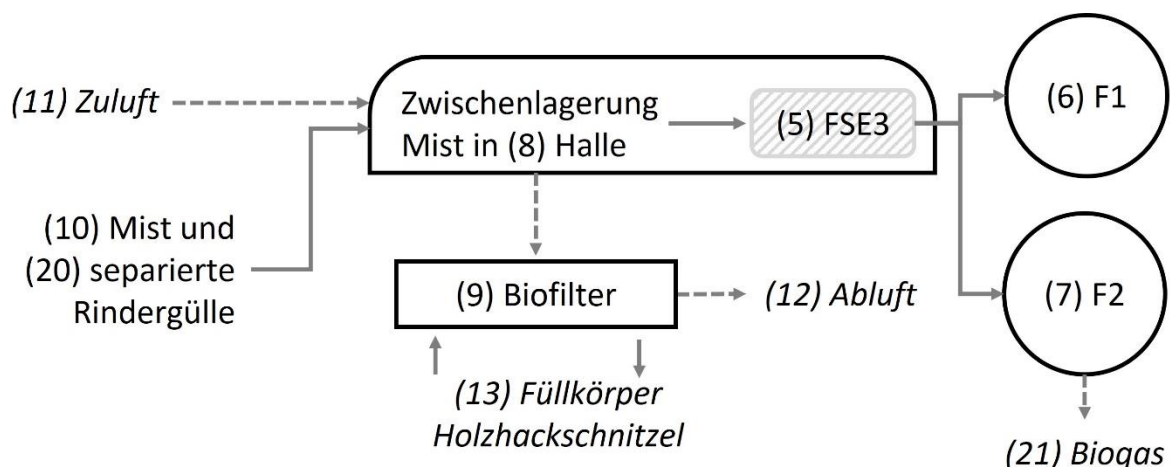 (11) Zuluft
Zwischenlagerung
Mist in (8) Halle
(5) FSE3
(6) F1
(10) Mist und
(20) separierte
Rindergülle
(9) Biofilter
(12) Abluft
(7) F2
(13) Füllkörper
Holzhackschnitzel
(21) Biogas